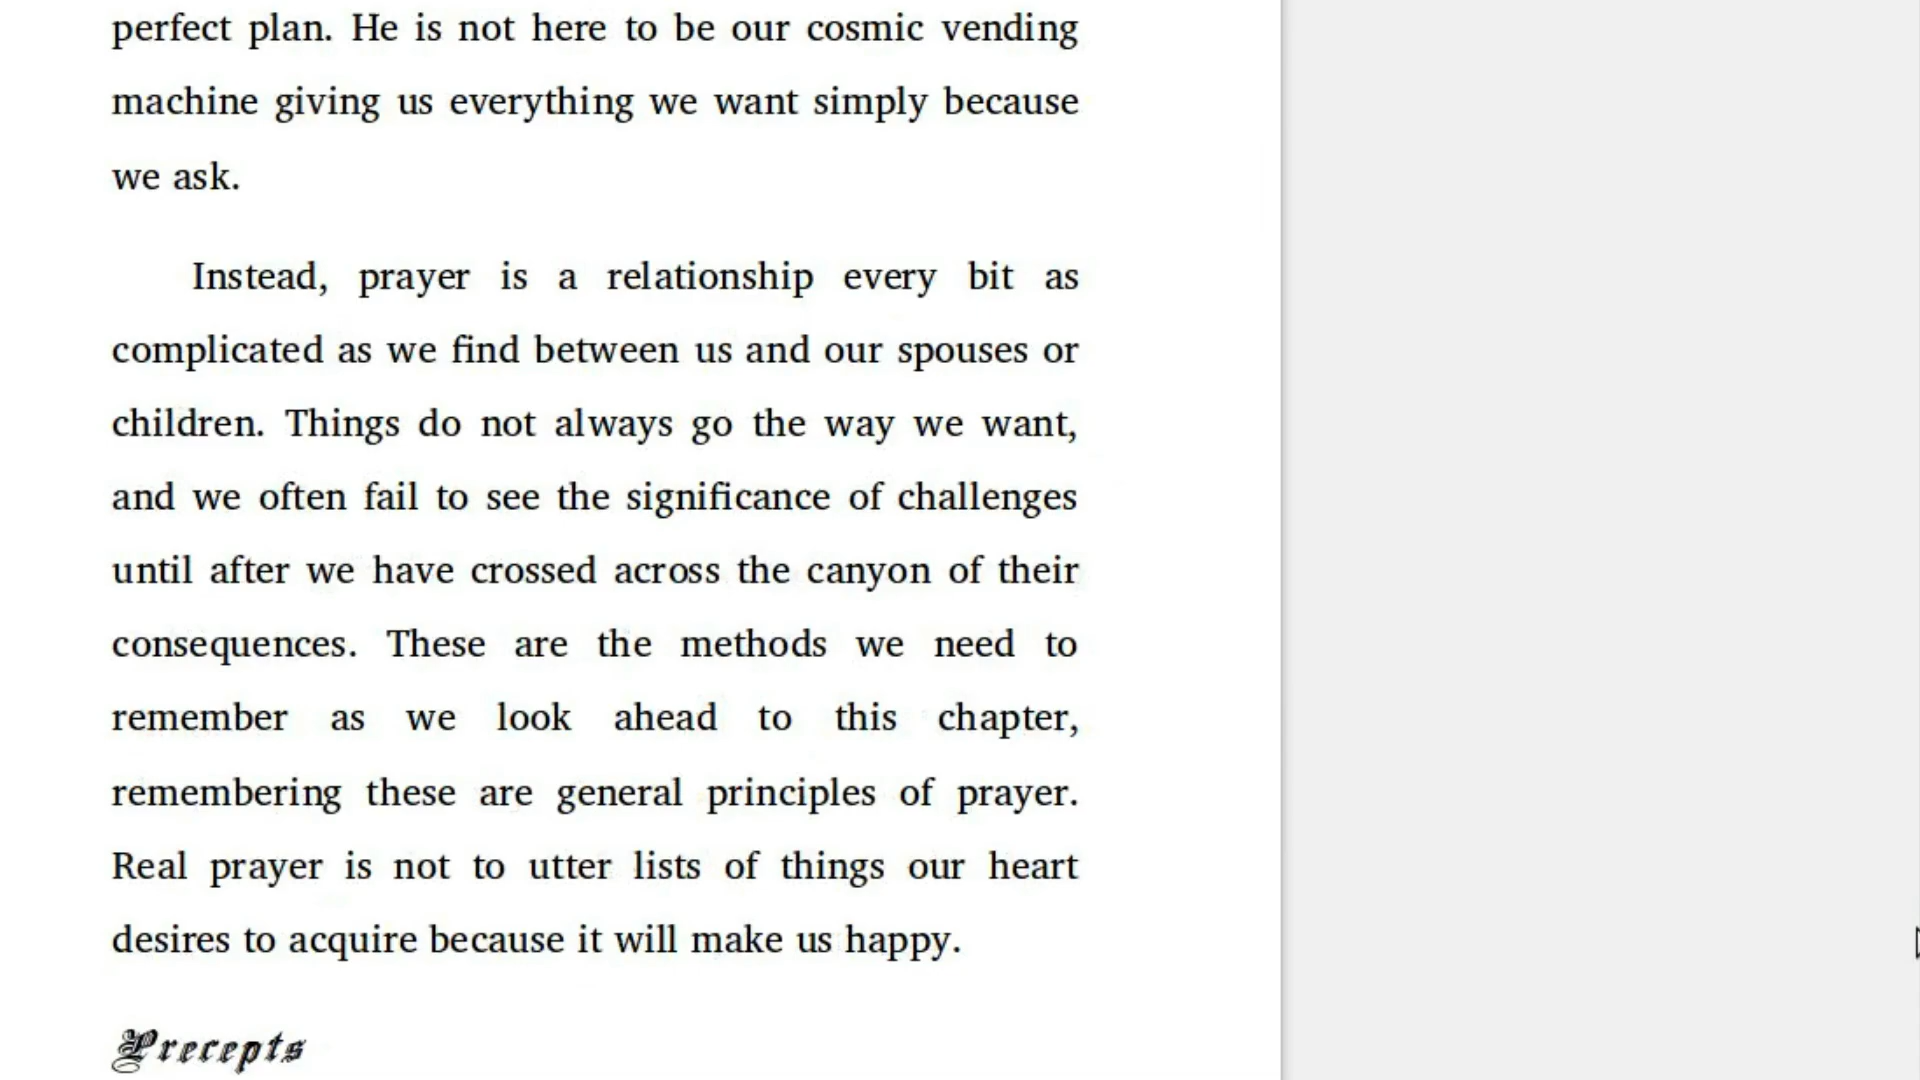 perfect plan. He is not here to be our cosmic vending
machine giving us everything we want simply because
we ask.
Instead, prayer is a relationship every bit as
complicated as we find between us and our spouses or
children. Things do not always go the way we want,
and we often fail to see the significance of challenges
until after we have crossed across the canyon of their
consequences. These are the methods we need to
remember as we look ahead to this chapter,
remembering these are general principles of prayer.
Real prayer is not to utter lists of things our heart
desires to acquire because it will make us happy.
Precepts